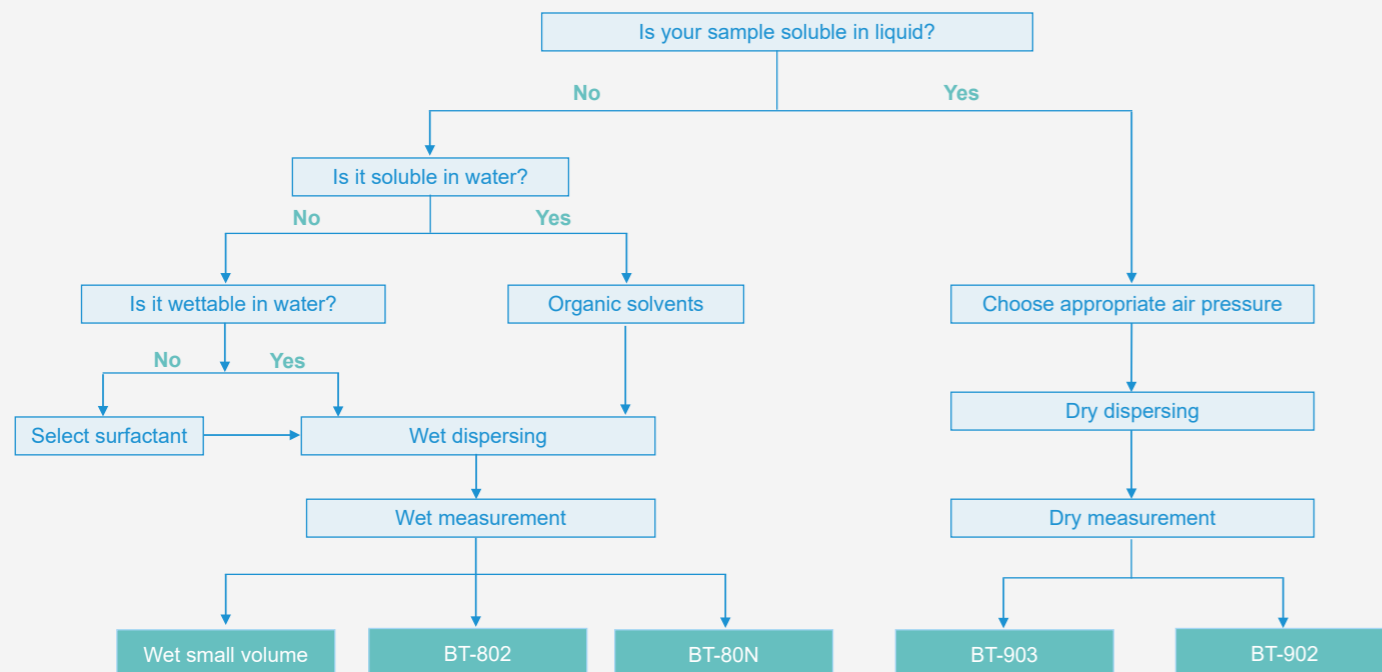 Is your sample soluble in liquid?
No
Yes
Is it soluble in water?
No
Yes
Is it wettable in water?
Organic solvents
Choose appropriate air pressure
No
Yes
Dry dispersing
Select surfactant
Wet dispersing
Wet measurement
Dry measurement
Wet small volume
BT-802
BT-80N
BT-903
BT-902